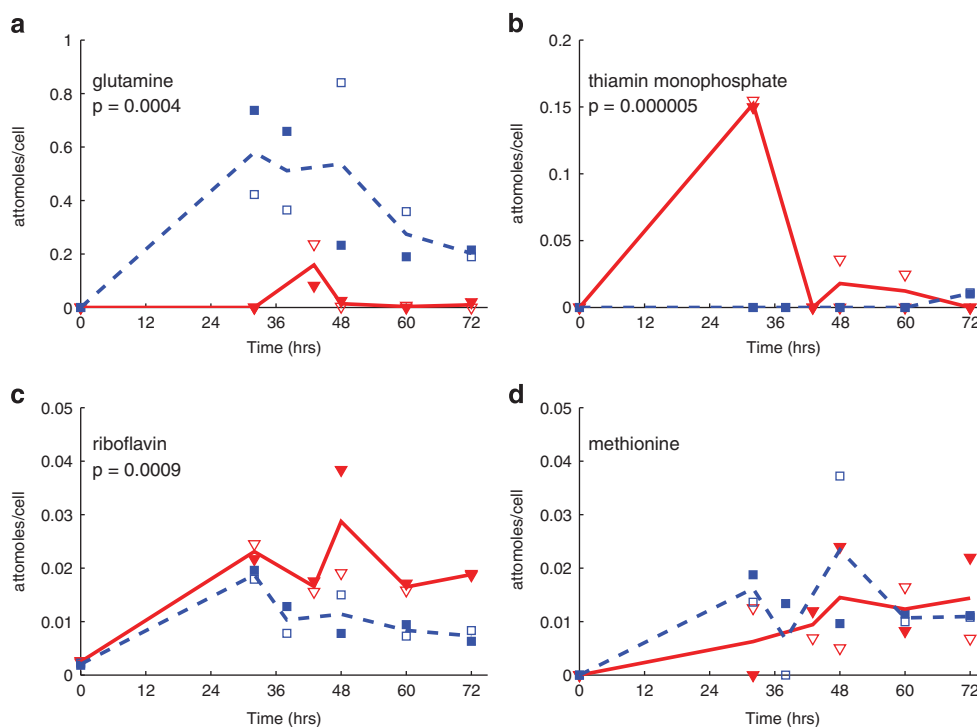 a
1
0.8
0.6
0.4
0.2
0
attomoles/cell
glutamine
p = 0.0004
0 12 24 36 48 60 72
Time (hrs)
b
0.2
0.15
0.1
0.05
0
attomoles/cell
thiamin monophosphate
p = 0.000005
0 12 24 36 48 60 72
Time (hrs)
c
0.05
0.04
0.03
0.02
0.01
0
attomoles/cell
riboflavin
p = 0.0009
0 12 24 36 48 60 72
Time (hrs)
d
0.05
0.04
0.03
0.02
0.01
0
attomoles/cell
methionine
0 12 24 36 48 60 72
Time (hrs)